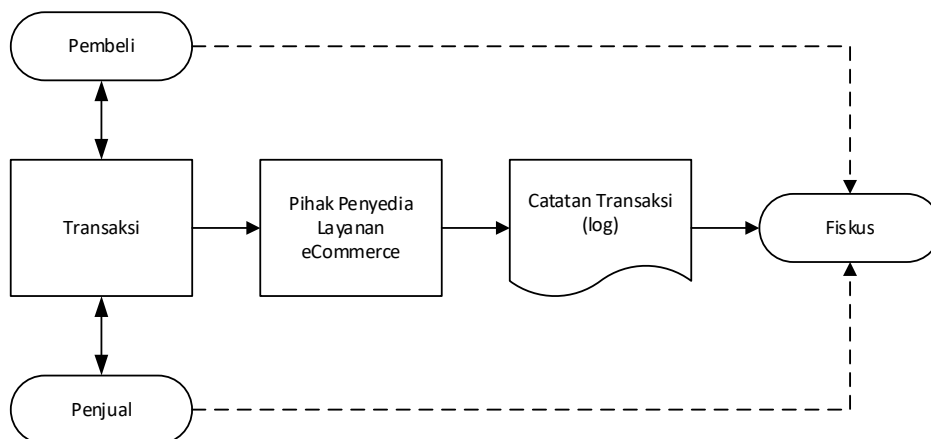 Pembeli
Transaksi
Pihak Penyedia
Layanan
eCommerce
Catatan Transaksi
(log)
Fiskus
Penjual